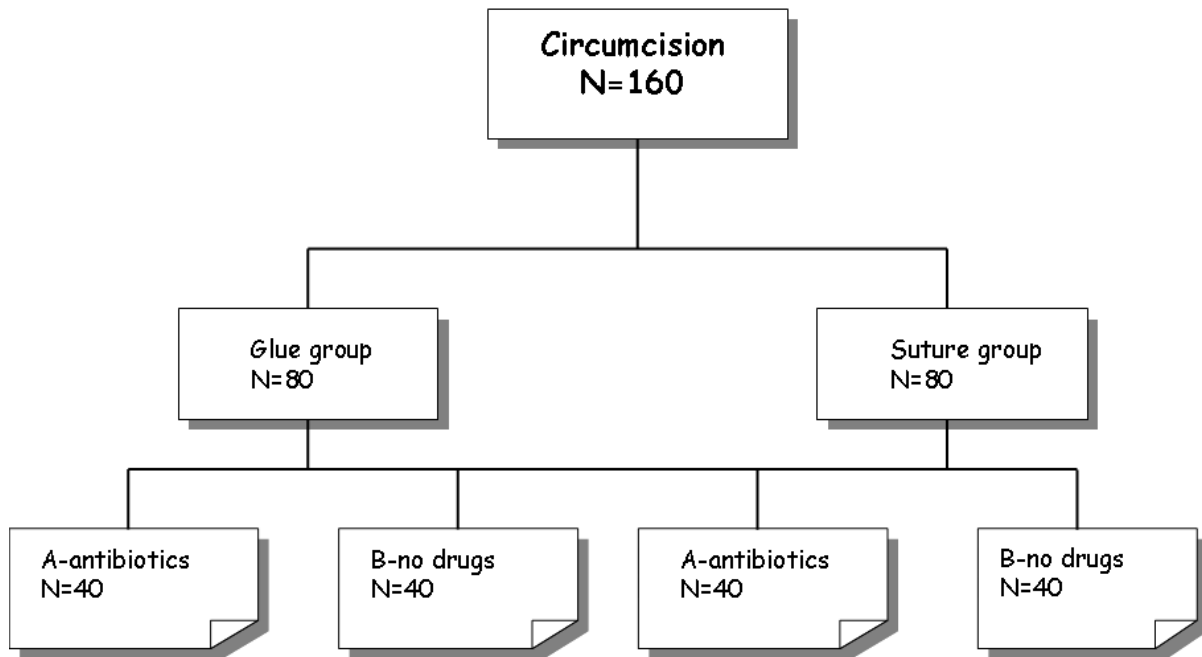 Circumcision
N=160
Glue group
N=80
Suture group
N=80
A-antibiotics
N=40
B-no drugs
N=40
A-antibiotics
N=40
B-no drugs
N=40